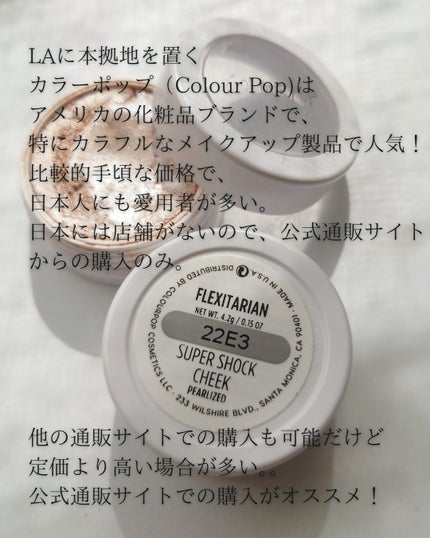 LAに本拠地を置く
カラーポップ（Colour Pop)は
アメリカの化粧品ブランドで、
特にカラフルなメイクアップ製品で人気！
比較的手頃な価格で、
日本人にも愛用者が多い。
日本には店舗がないので、公式通販サイト
からの購入のみ。
FLEXITARIAN
NET WT. 4.2g / 0.15 OZ
22E3
SUPER SHOCK
CHEEK
PEARLIZED
DISTRIBUTED BY COLOURPOP COSMETICS LLC · 233 WILSHIRE BLVD., SANTA MONICA, CA 90401 · MADE IN U.S.A.
他の通販サイトでの購入も可能だけど
定価より高い場合が多い。。
公式通販サイトでの購入がオススメ！